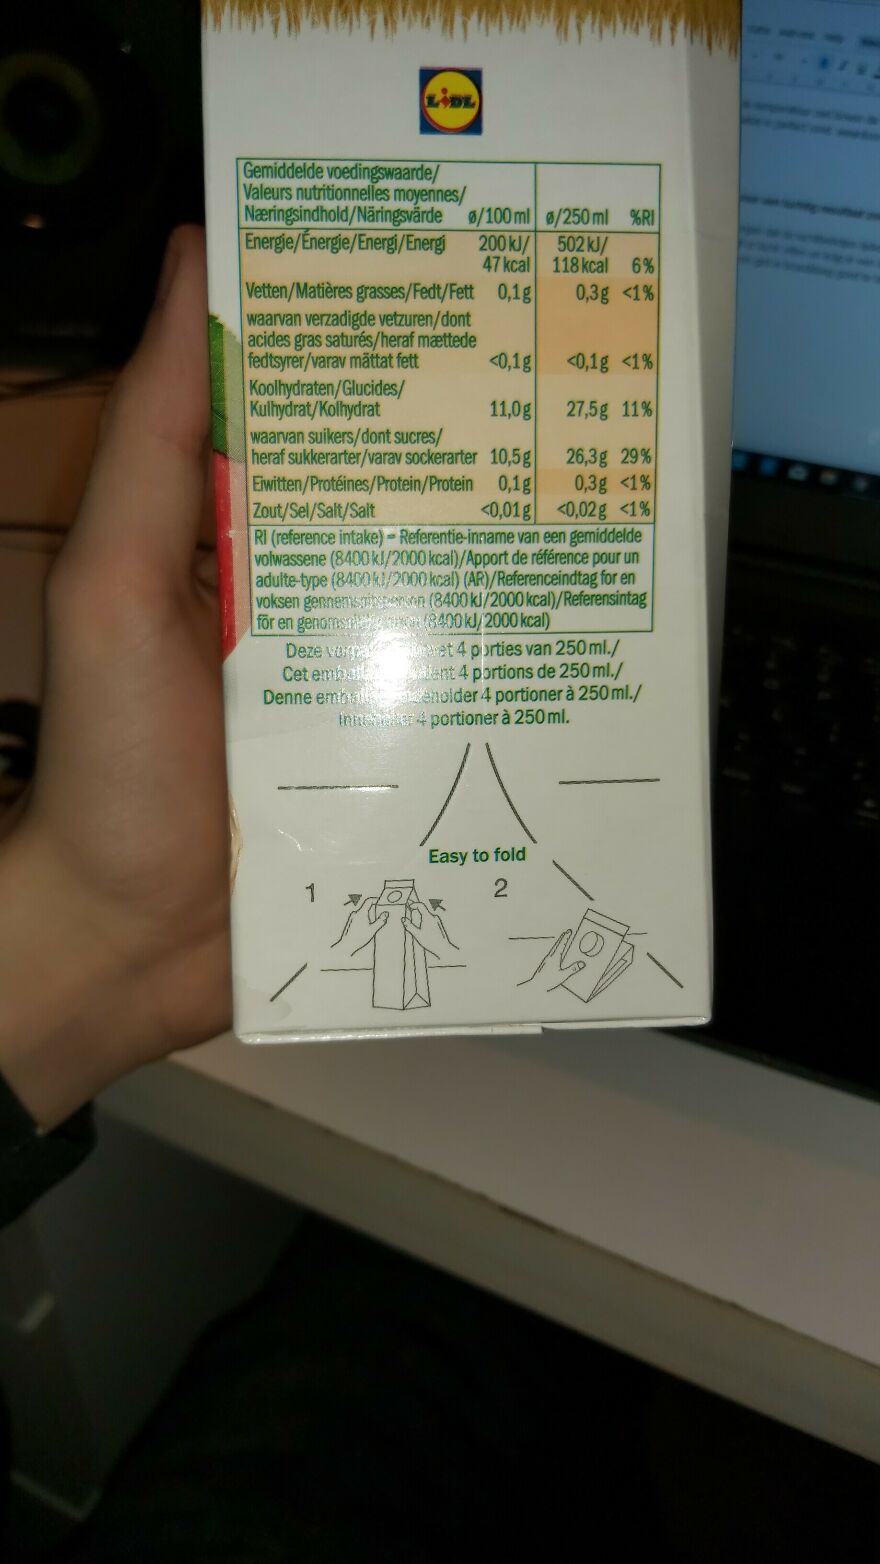 LiDL
Gemiddelde voedingswaarde/
Valeurs nutritionnelles moyennes/
Næringsindhold/Näringsvärde ø/100 ml ø/250 ml %RI
Energie/Énergie/Energi/Energi 200 kJ/ 502 kJ/
47 kcal 118 kcal 6%
Vetten/Matières grasses/Fedt/Fett 0,1g 0,3g <1%
waarvan verzadigde vetzuren/dont
acides gras saturés/heraf mættede
fedtsyrer/varav mättat fett <0,1g <0,1g <1%
Koolhydraten/Glucides/
Kulhydrat/Kolhydrat 11,0g 27,5g 11%
waarvan suikers/dont sucres/
heraf sukkerarter/varav sockerarter 10,5g 26,3g 29%
Eiwitten/Protéines/Protein/Protein 0,1g 0,3g <1%
Zout/Sel/Salt/Salt <0,01g <0,02g <1%
RI (reference intake) = Referentie-inname van een gemiddelde
volwassene (8400 kJ/2000 kcal)/Apport de référence pour un
adulte-type (8400 kJ/2000 kcal) (AR)/Referenceindtag for en
voksen (8400 kJ/2000 kcal)/Referensintag
för en (8400 kJ/2000 kcal)
Deze 4 porties van 250 ml./
Cet 4 portions de 250 ml./
Denne 4 portioner à 250 ml./
4 portioner à 250 ml.
Easy to fold
1 2